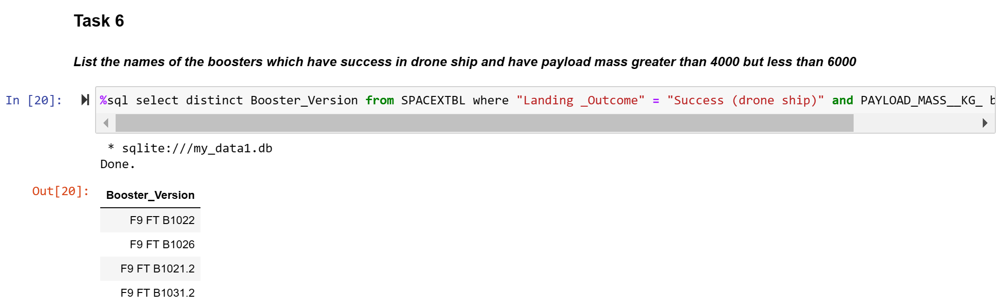 Task 6
List the names of the boosters which have success in drone ship and have payload mass greater than 4000 but less than 6000
In [20]: %sql select distinct Booster_Version from SPACEXTBL where "Landing _Outcome" = "Success (drone ship)" and PAYLOAD_MASS__KG_ b
* sqlite:///my_data1.db
Done.
Out[20]: Booster_Version
F9 FT B1022
F9 FT B1026
F9 FT B1021.2
F9 FT B1031.2